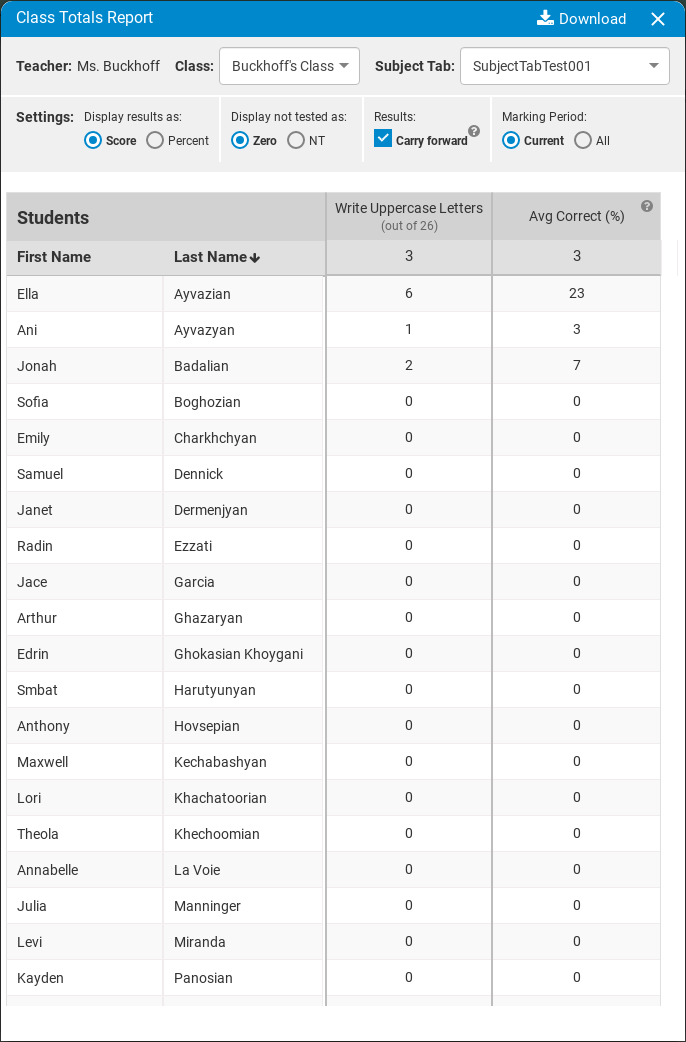 Class Totals Report
Download
Teacher: Ms. Buckhoff Class: Buckhoff's Class Subject Tab: SubjectTabTest001
Settings: Display results as: Display not tested as: Results: Marking Period:
Score Percent Zero NT Carry forward ? Current All
Students Write Uppercase Letters Avg Correct (%) ?
(out of 26)
First Name Last Name 3 3
Ella Ayvazian 6 23
Ani Ayvazyan 1 3
Jonah Badalian 2 7
Sofia Boghozian 0 0
Emily Charkhchyan 0 0
Samuel Dennick 0 0
Janet Dermenjyan 0 0
Radin Ezzati 0 0
Jace Garcia 0 0
Arthur Ghazaryan 0 0
Edrin Ghokasian Khoygani 0 0
Smbat Harutyunyan 0 0
Anthony Hovsepian 0 0
Maxwell Kechabashyan 0 0
Lori Khachatoorian 0 0
Theola Khechoomian 0 0
Annabelle La Voie 0 0
Julia Manninger 0 0
Levi Miranda 0 0
Kayden Panosian 0 0